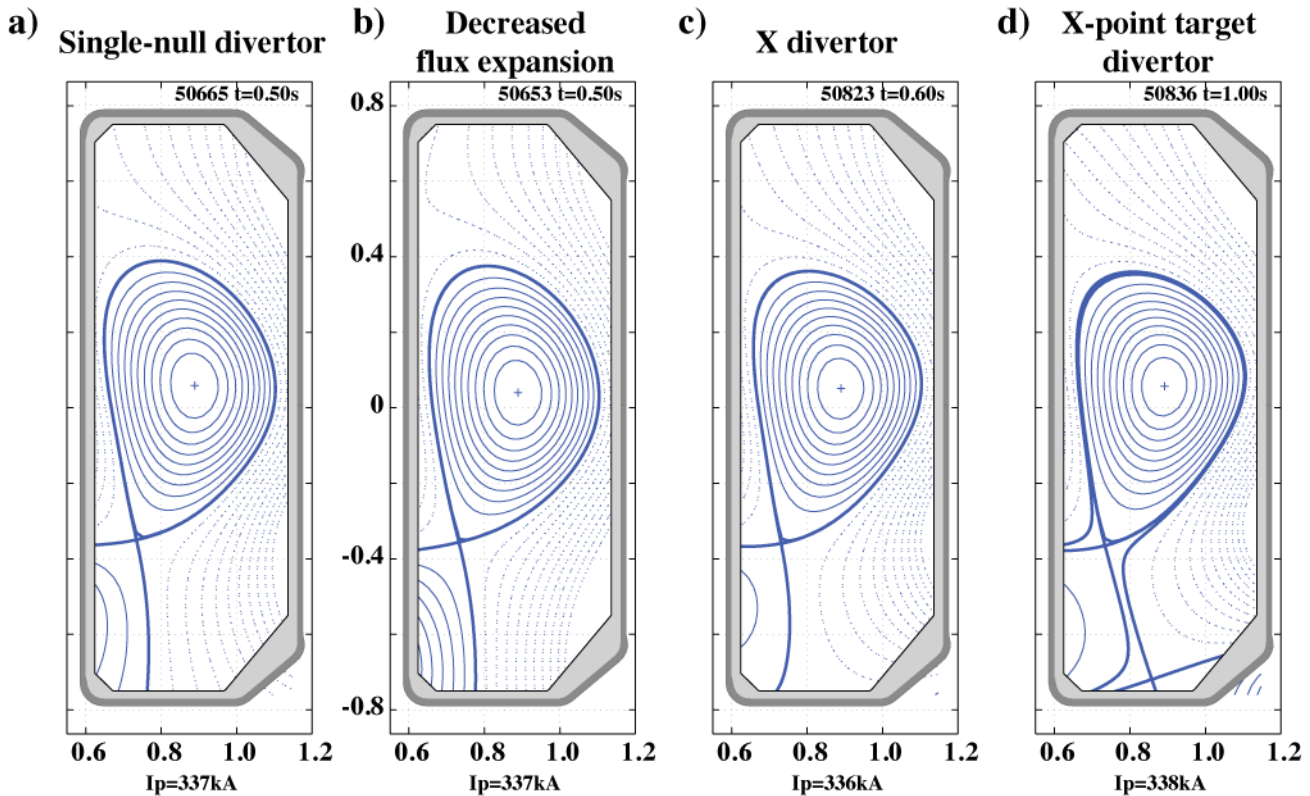 a)
Single-null divertor
b)
Decreased
flux expansion
c)
X divertor
d)
X-point target
divertor
50665 t=0.50s
50653 t=0.50s
50823 t=0.60s
50836 t=1.00s
0.8
0.4
0
-0.4
-0.8
0.6 0.8 1.0 1.2
0.6 0.8 1.0 1.2
0.6 0.8 1.0 1.2
0.6 0.8 1.0 1.2
Ip=337kA
Ip=337kA
Ip=336kA
Ip=338kA